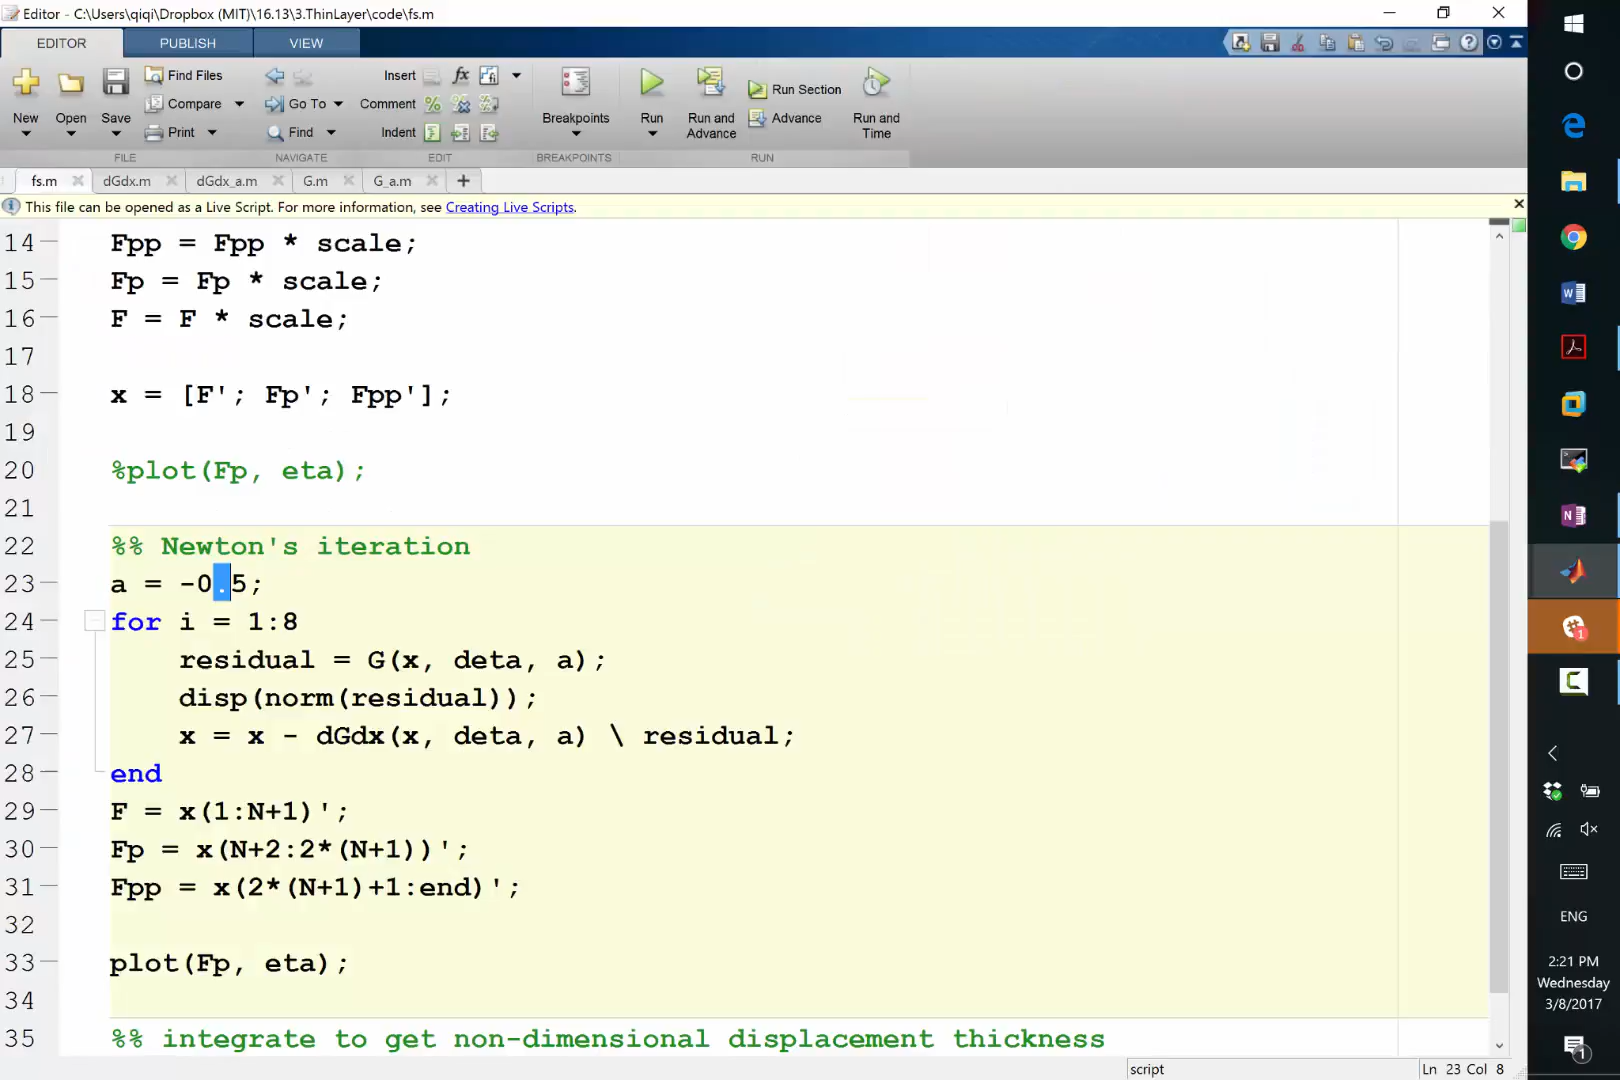 Editor - C:\Users\qiqi\Dropbox (MIT)\16.13\3.ThinLayer\code\fs.m
EDITOR PUBLISH VIEW
New Open Save Find Files Compare Print
Go To Find
Insert fx
Comment
Indent
Breakpoints
Run
Run and Advance
Run Section
Advance
Run and Time
FILE NAVIGATE EDIT BREAKPOINTS RUN
fs.m dGdx.m dGdx_a.m G.m G_a.m
This file can be opened as a Live Script. For more information, see Creating Live Scripts.
14 Fpp = Fpp * scale;
15 Fp = Fp * scale;
16 F = F * scale;
17
18 x = [F'; Fp'; Fpp'];
19
20 %plot(Fp, eta);
21
22 %% Newton's iteration
23 a = -0.5;
24 for i = 1:8
25 residual = G(x, deta, a);
26 disp(norm(residual));
27 x = x - dGdx(x, deta, a) \ residual;
28 end
29 F = x(1:N+1)';
30 Fp = x(N+2:2*(N+1))';
31 Fpp = x(2*(N+1)+1:end)';
32
33 plot(Fp, eta);
34
35 %% integrate to get non-dimensional displacement thickness
script Ln 23 Col 8
ENG
2:21 PM
Wednesday
3/8/2017
1